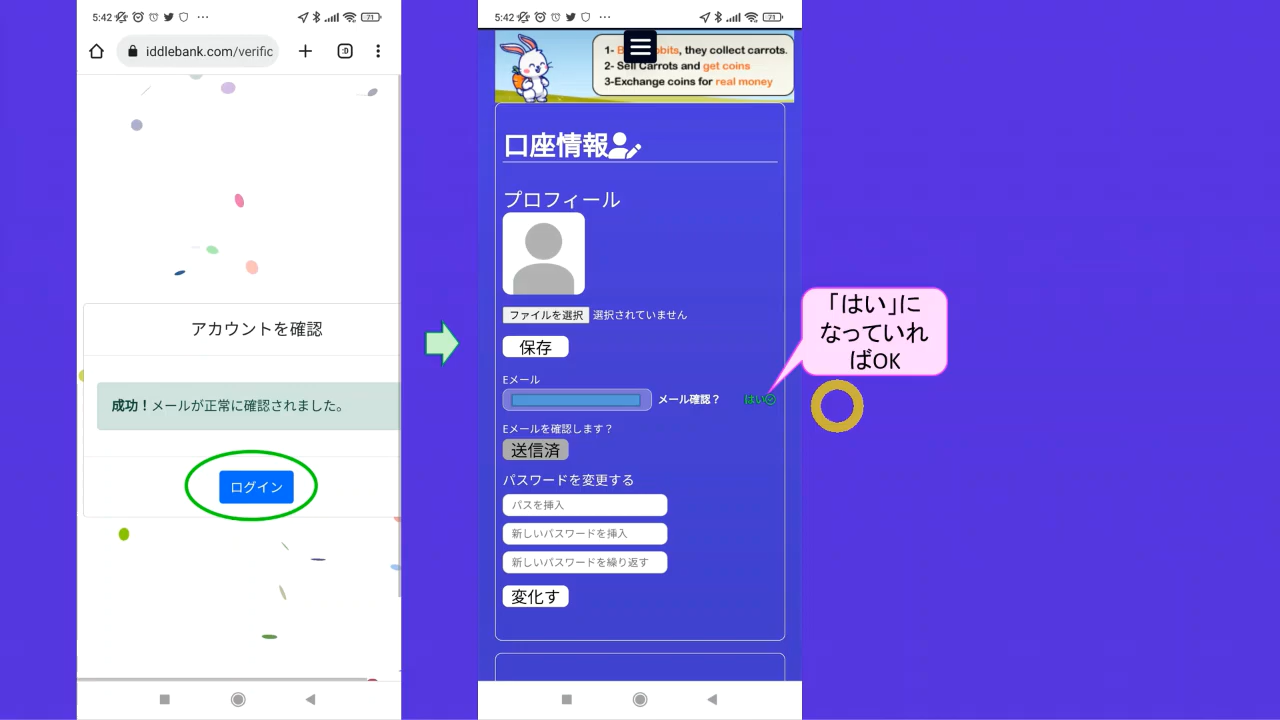 5:42
71
iddlebank.com/verific
:D
アカウントを確認
成功！メールが正常に確認されました。
ログイン
5:42
71
1- B bbits, they collect carrots.
2- Sell Carrots and get coins
3-Exchange coins for real money
口座情報
プロフィール
ファイルを選択 選択されていません
保存
Eメール
メール確認？ はい
Eメールを確認します？
送信済
パスワードを変更する
パスを挿入
新しいパスワードを挿入
新しいパスワードを繰り返す
変化す
「はい」に
なっていれ
ばOK